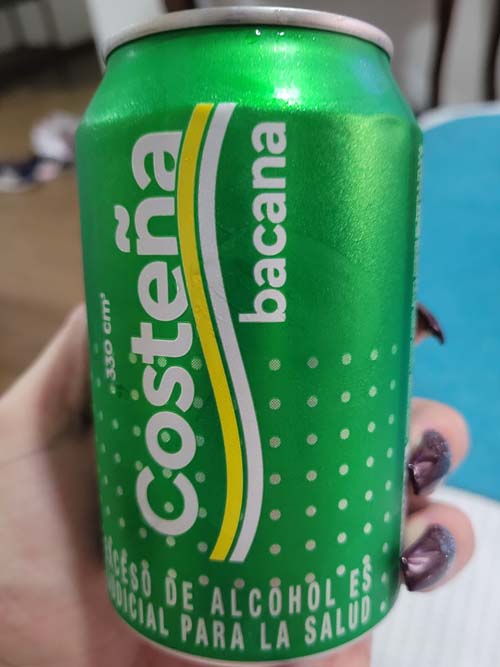 Costeña
bacana
330 cm³
DE ALCOHOL ES
PARA LA SALUD